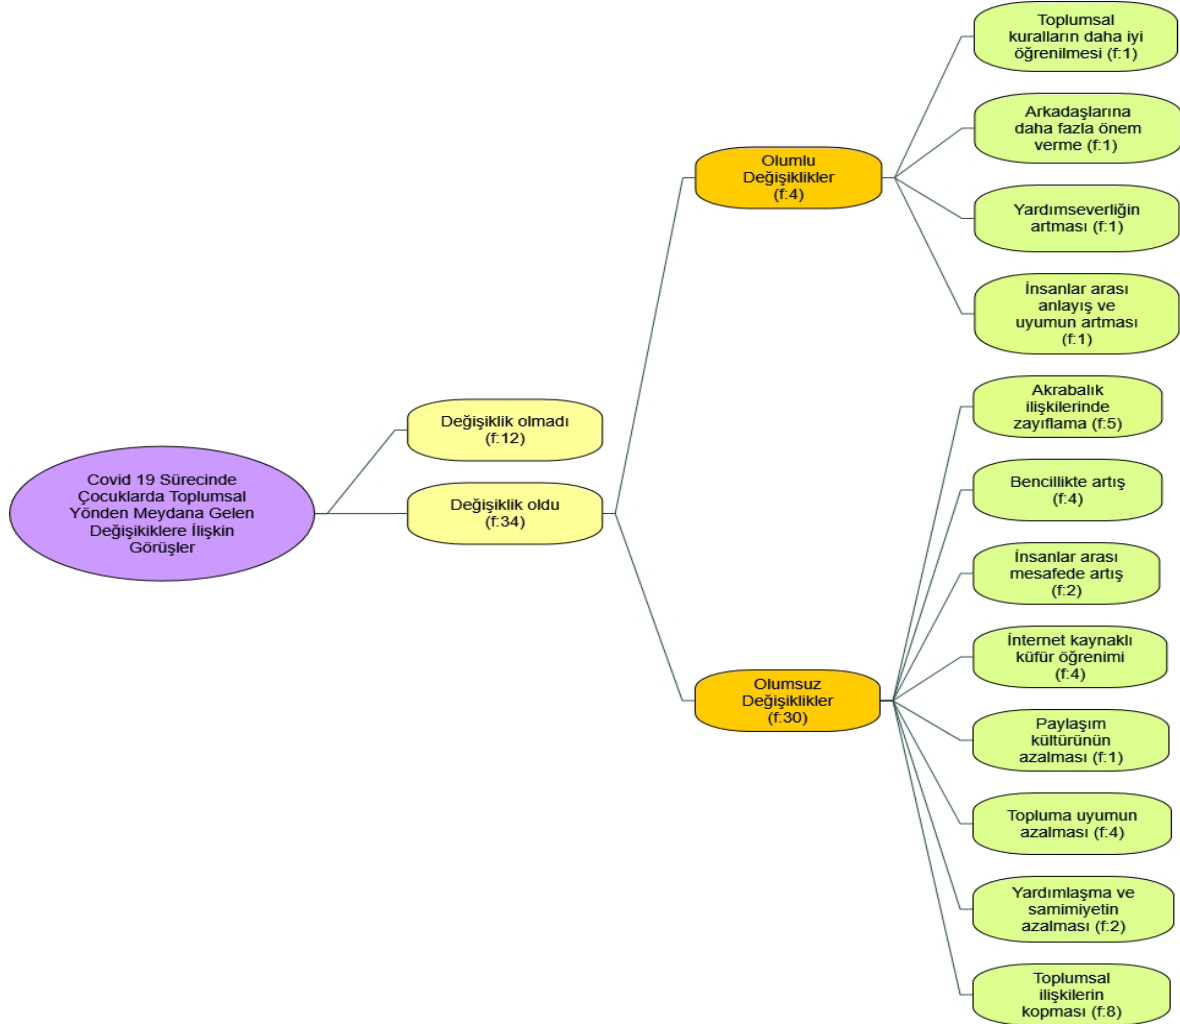 Covid 19 Sürecinde
Çocuklarda Toplumsal
Yönden Meydana Gelen
Değişikiklere İlişkin
Görüşler
Değişiklik olmadı
(f:12)
Değişiklik oldu
(f:34)
Olumlu
Değişiklikler
(f:4)
Toplumsal
kuralların daha iyi
öğrenilmesi (f:1)
Arkadaşlarına
daha fazla önem
verme (f:1)
Yardımseverliğin
artması (f:1)
İnsanlar arası
anlayış ve
uyumun artması
(f:1)
Olumsuz
Değişiklikler
(f:30)
Akrabalık
ilişkilerinde
zayıflama (f:5)
Bencillikte artış
(f:4)
İnsanlar arası
mesafede artış
(f:2)
İnternet kaynaklı
küfür öğrenimi
(f:4)
Paylaşım
kültürünün
azalması (f:1)
Topluma uyumun
azalması (f:4)
Yardımlaşma ve
samimiyetin
azalması (f:2)
Toplumsal
ilişkilerin
kopması (f:8)